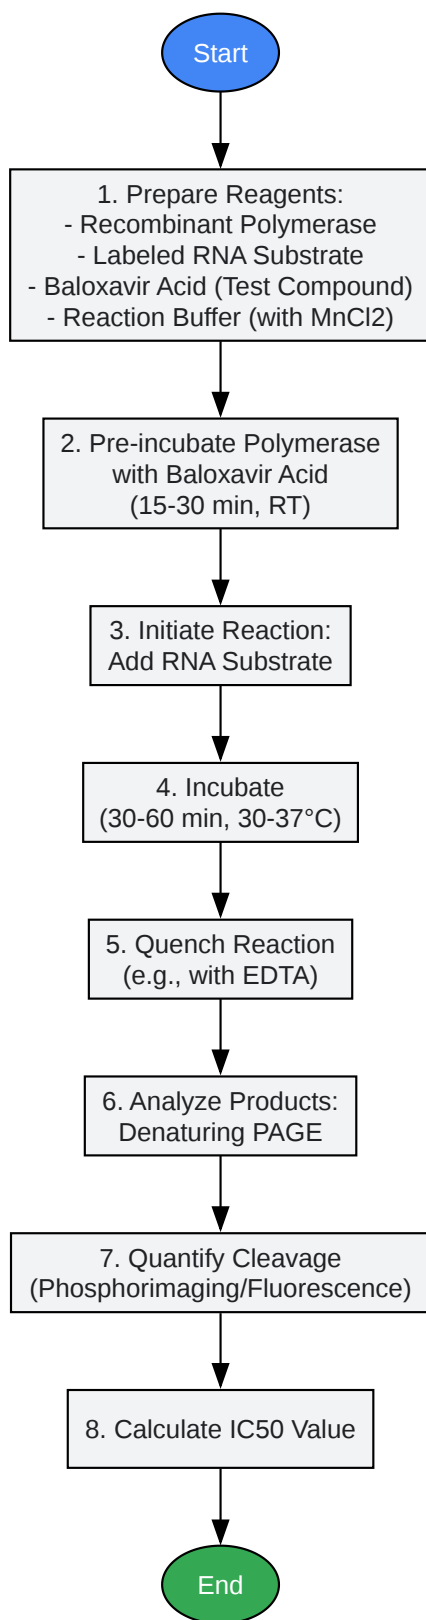 Start
1. Prepare Reagents:
- Recombinant Polymerase
- Labeled RNA Substrate
- Baloxavir Acid (Test Compound)
- Reaction Buffer (with MnCl2)
2. Pre-incubate Polymerase
with Baloxavir Acid
(15-30 min, RT)
3. Initiate Reaction:
Add RNA Substrate
4. Incubate
(30-60 min, 30-37°C)
5. Quench Reaction
(e.g., with EDTA)
6. Analyze Products:
Denaturing PAGE
7. Quantify Cleavage
(Phosphorimaging/Fluorescence)
8. Calculate IC50 Value
End